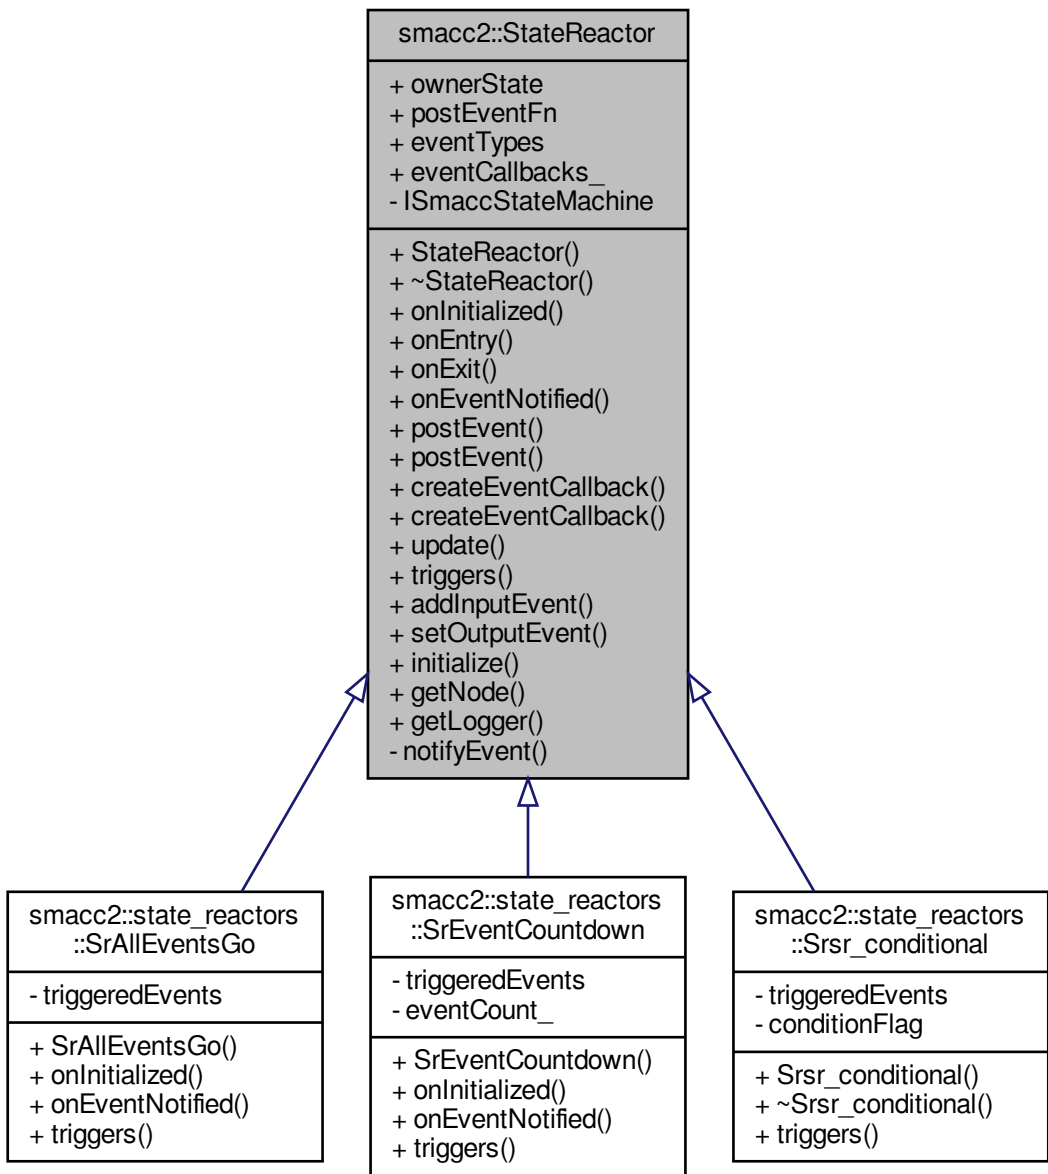 smacc2::StateReactor
+ ownerState
+ postEventFn
+ eventTypes
+ eventCallbacks_
- ISmaccStateMachine
+ StateReactor()
+ ~StateReactor()
+ onInitialized()
+ onEntry()
+ onExit()
+ onEventNotified()
+ postEvent()
+ postEvent()
+ createEventCallback()
+ createEventCallback()
+ update()
+ triggers()
+ addInputEvent()
+ setOutputEvent()
+ initialize()
+ getNode()
+ getLogger()
- notifyEvent()
smacc2::state_reactors
::SrAllEventsGo
- triggeredEvents
+ SrAllEventsGo()
+ onInitialized()
+ onEventNotified()
+ triggers()
smacc2::state_reactors
::SrEventCountdown
- triggeredEvents
- eventCount_
+ SrEventCountdown()
+ onInitialized()
+ onEventNotified()
+ triggers()
smacc2::state_reactors
::Srsr_conditional
- triggeredEvents
- conditionFlag
+ Srsr_conditional()
+ ~Srsr_conditional()
+ triggers()